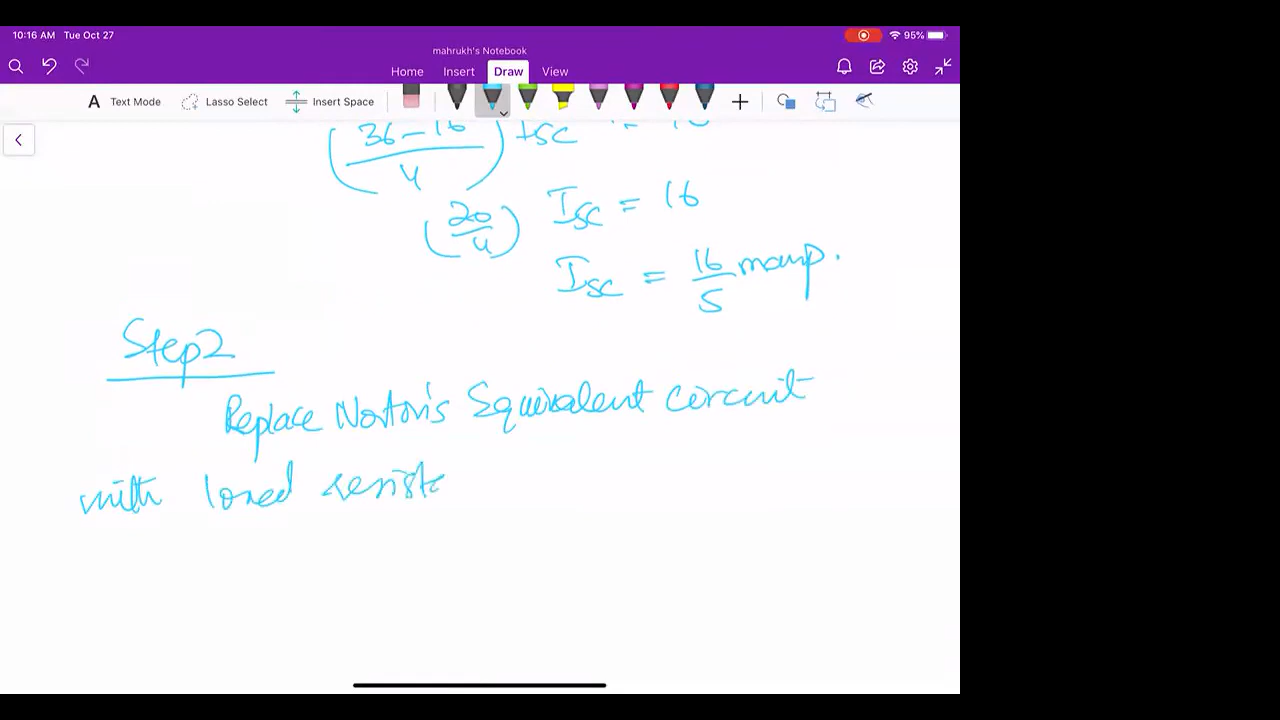 10:16 AM Tue Oct 27
95%
mahrukh's Notebook
Home Insert Draw View
Text Mode Lasso Select Insert Space
(36-16/4) Isc
(20/4) Isc = 16
Isc = 16/5 mamp.
Step2
Replace Norton's Equivalent circuit
with load resiste